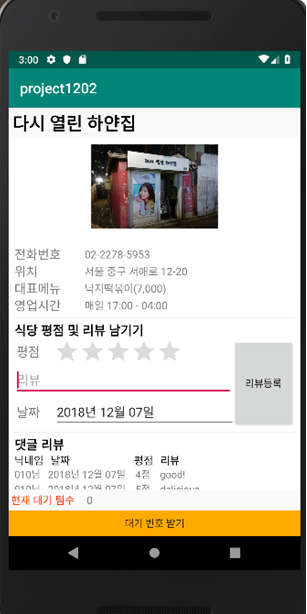 3:00
project1202
다시 열린 하얀집
전화번호 02-2278-5953
위치 서울 중구 서애로 12-20
대표메뉴 낙지떡볶이(7,000)
영업시간 매일 17:00 - 04:00
식당 평점 및 리뷰 남기기
평점
리뷰
리뷰등록
날짜 2018년 12월 07일
댓글 리뷰
닉네임 날짜 평점 리뷰
010님 2018년 12월 07일 4점 good!
010님 2018년 12월 07일 5점 delicious
현재 대기 팀수 0
대기 번호 받기